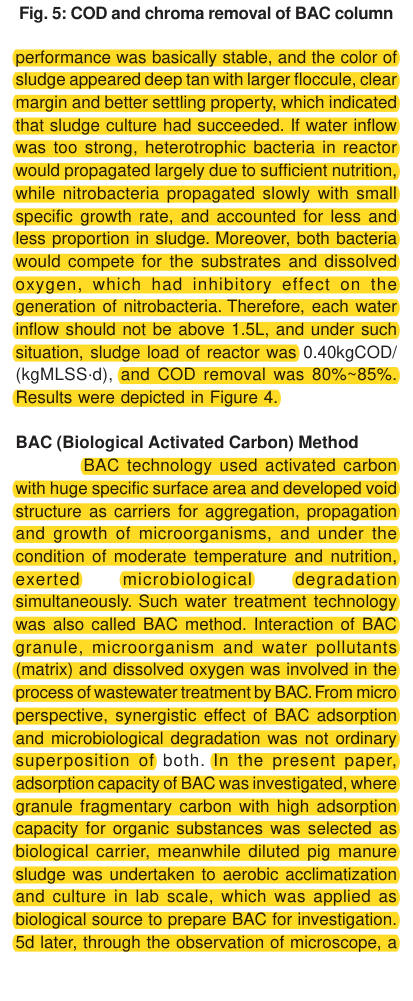 Fig. 5: COD and chroma removal of BAC column
performance was basically stable, and the color of
sludge appeared deep tan with larger floccule, clear
margin and better settling property, which indicated
that sludge culture had succeeded. If water inflow
was too strong, heterotrophic bacteria in reactor
would propagated largely due to sufficient nutrition,
while nitrobacteria propagated slowly with small
specific growth rate, and accounted for less and
less proportion in sludge. Moreover, both bacteria
would compete for the substrates and dissolved
oxygen, which had inhibitory effect on the
generation of nitrobacteria. Therefore, each water
inflow should not be above 1.5L, and under such
situation, sludge load of reactor was 0.40kgCOD/
(kgMLSS·d), and COD removal was 80%~85%.
Results were depicted in Figure 4.
BAC (Biological Activated Carbon) Method
BAC technology used activated carbon
with huge specific surface area and developed void
structure as carriers for aggregation, propagation
and growth of microorganisms, and under the
condition of moderate temperature and nutrition,
exerted microbiological degradation
simultaneously. Such water treatment technology
was also called BAC method. Interaction of BAC
granule, microorganism and water pollutants
(matrix) and dissolved oxygen was involved in the
process of wastewater treatment by BAC. From micro
perspective, synergistic effect of BAC adsorption
and microbiological degradation was not ordinary
superposition of both. In the present paper,
adsorption capacity of BAC was investigated, where
granule fragmentary carbon with high adsorption
capacity for organic substances was selected as
biological carrier, meanwhile diluted pig manure
sludge was undertaken to aerobic acclimatization
and culture in lab scale, which was applied as
biological source to prepare BAC for investigation.
5d later, through the observation of microscope, a